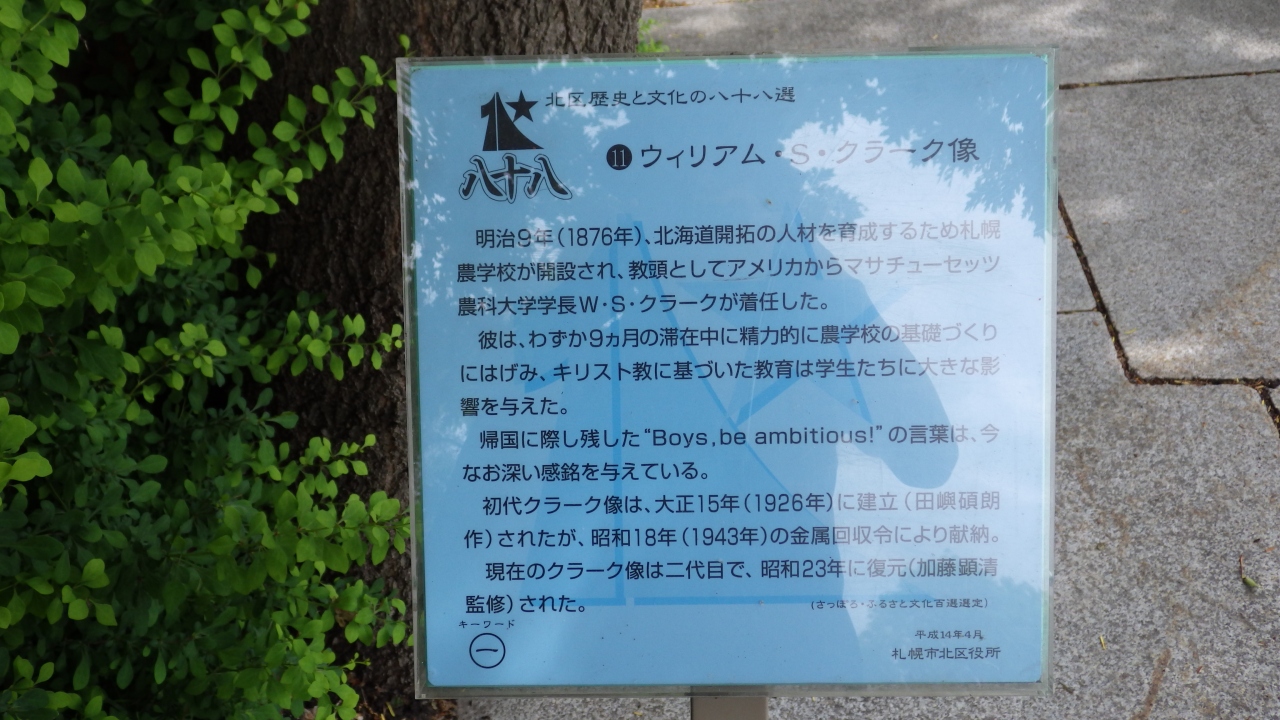 北区歴史と文化の八十八選
八十八
⓫ ウィリアム・S・クラーク像
明治9年(1876年)、北海道開拓の人材を育成するため札幌
農学校が開設され、教頭としてアメリカからマサチューセッツ
農科大学学長W・S・クラークが着任した。
彼は、わずか9ヵ月の滞在中に精力的に農学校の基礎づくり
にはげみ、キリスト教に基づいた教育は学生たちに大きな影
響を与えた。
帰国に際し残した“Boys,be ambitious!”の言葉は、今
なお深い感銘を与えている。
初代クラーク像は、大正15年(1926年)に建立(田嶼碩朗
作)されたが、昭和18年(1943年)の金属回収令により献納。
現在のクラーク像は二代目で、昭和23年に復元(加藤顕清
監修)された。
(さっぽろ・ふるさと文化百選選定)
キーワード
一
平成14年4月
札幌市北区役所